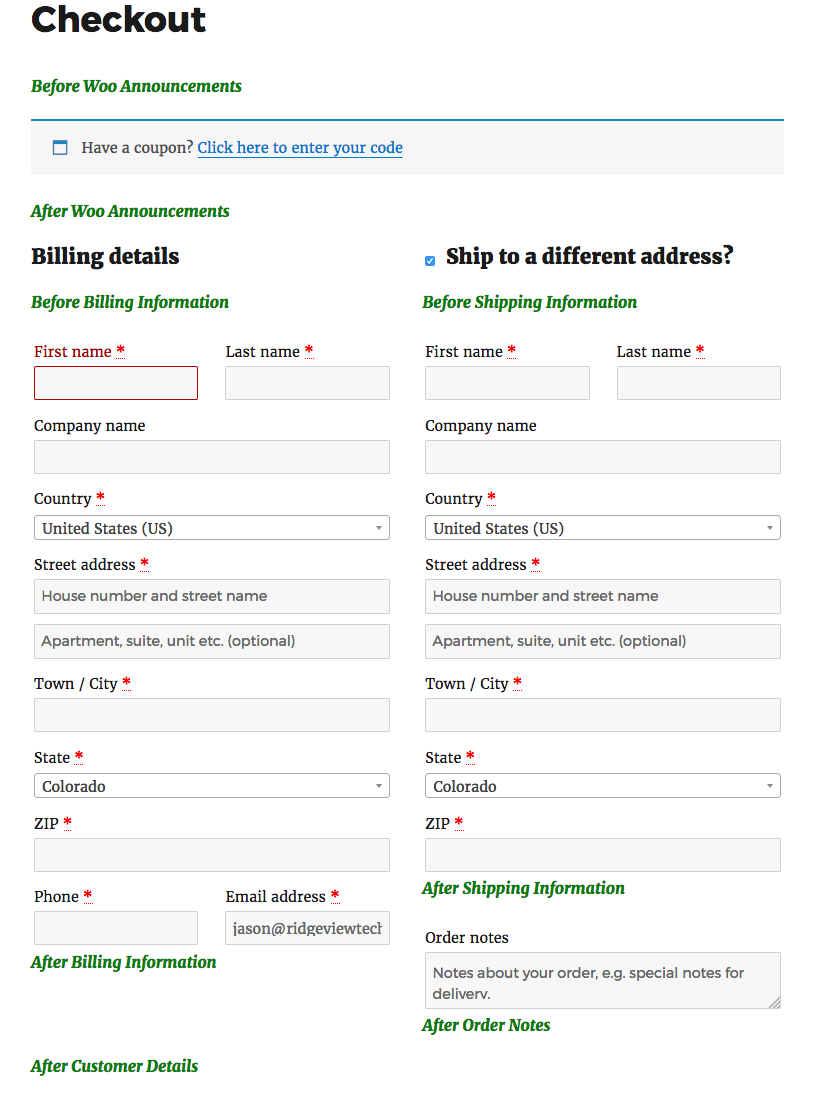 Checkout
Before Woo Announcements
Have a coupon? Click here to enter your code
After Woo Announcements
Billing details
Before Billing Information
First name *
Last name *
Company name
Country *
United States (US)
Street address *
House number and street name
Apartment, suite, unit etc. (optional)
Town / City *
State *
Colorado
ZIP *
Phone *
Email address *
jason@ridgeviewtech
After Billing Information
Ship to a different address?
Before Shipping Information
First name *
Last name *
Company name
Country *
United States (US)
Street address *
House number and street name
Apartment, suite, unit etc. (optional)
Town / City *
State *
Colorado
ZIP *
After Shipping Information
Order notes
Notes about your order, e.g. special notes for
delivery.
After Order Notes
After Customer Details